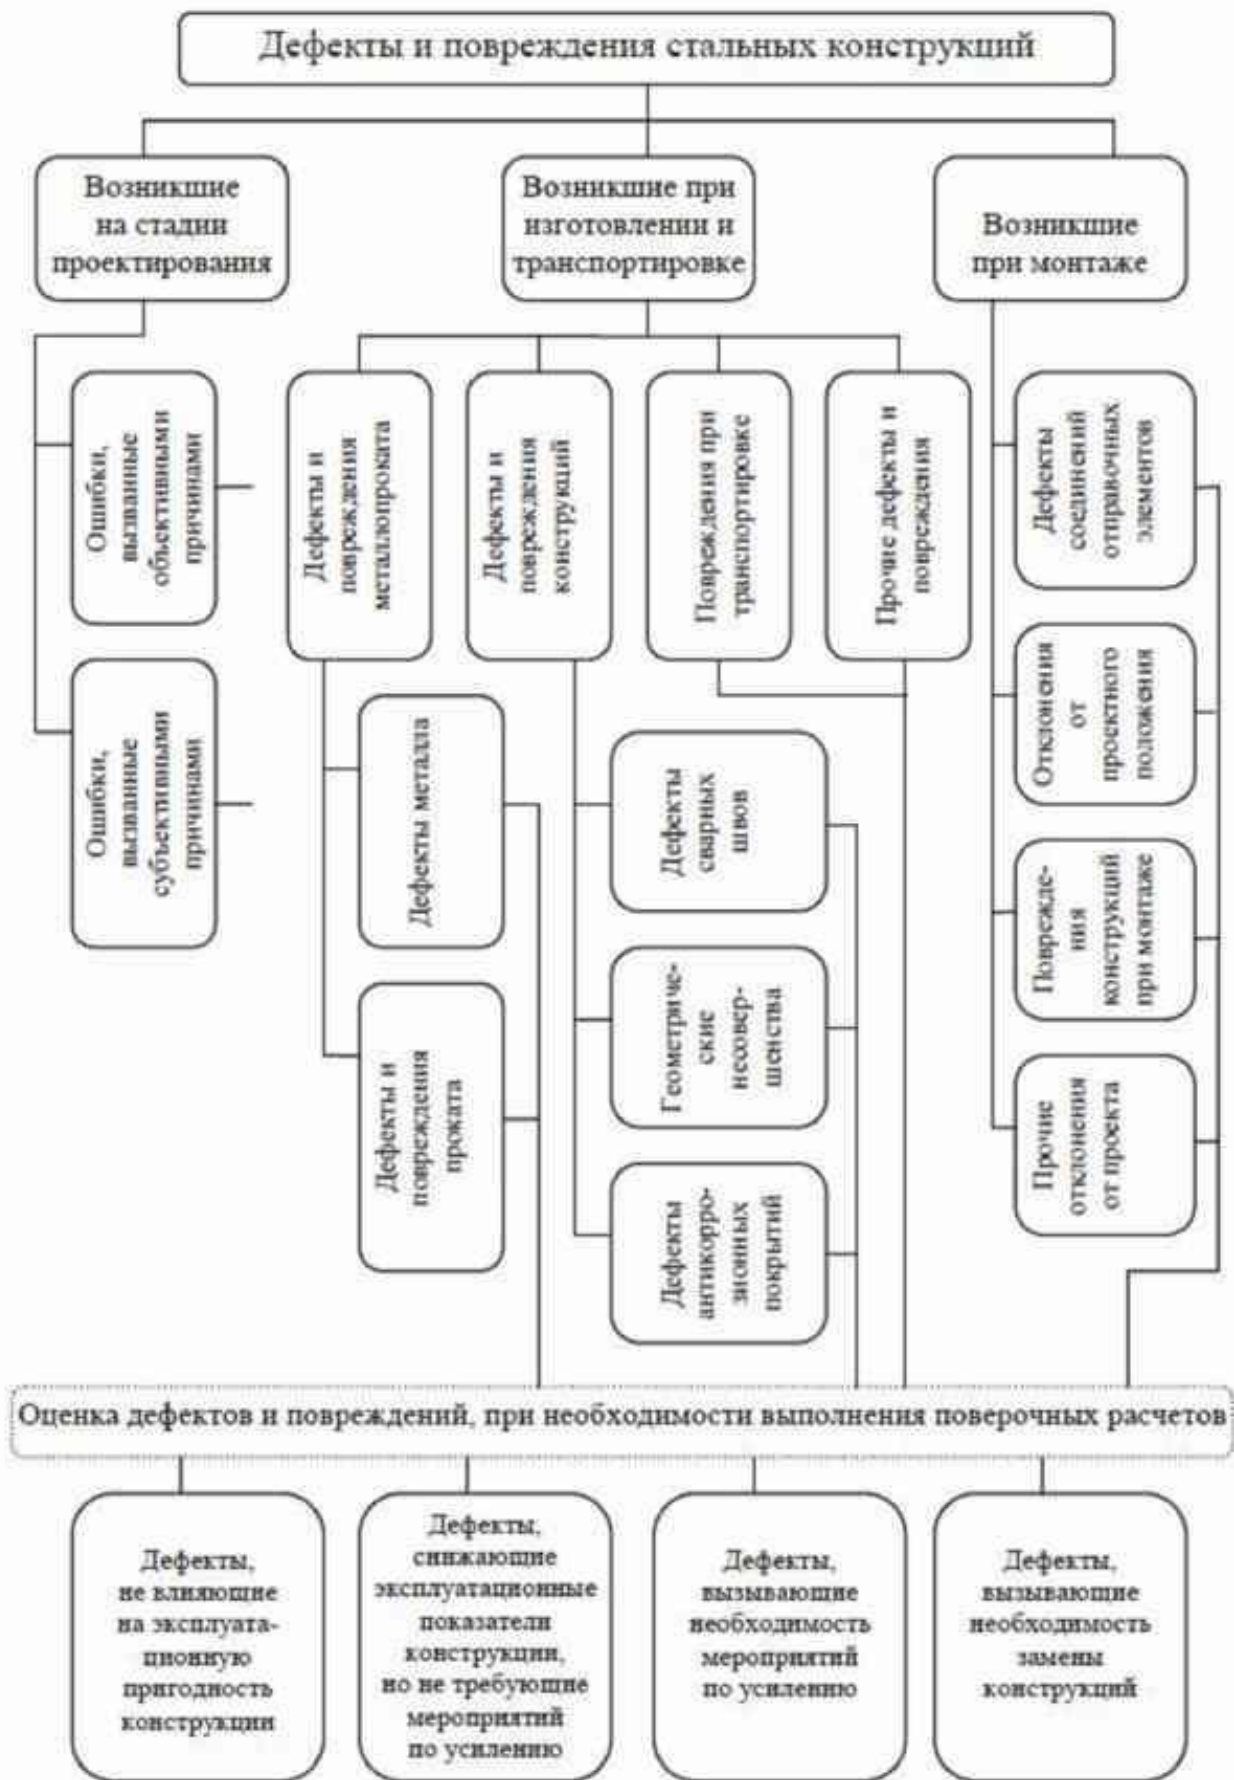 Дефекты и повреждения стальных конструкций
Возникшие
на стадии
проектирования
Возникшие при
изготовлении и
транспортировке
Возникшие
при монтаже
Ошибки,
вызванные
объективными
причинами
Ошибки,
вызванные
субъективными
причинами
Дефекты и
повреждения
металлопроката
Дефекты и
повреждения
конструкций
Повреждения при
транспортировке
Прочие дефекты и
повреждения
Дефекты металла
Дефекты и
повреждения
проката
Дефекты
сварных
швов
Геометриче-
ские
несовер-
шенства
Дефекты
антикорро-
зионных
покрытий
Дефекты
соединений
отправочных
элементов
Отклонения
от
проектного
положения
Поврежде-
ния
конструкций
при монтаже
Прочие
отклонения
от проекта
Оценка дефектов и повреждений, при необходимости выполнения поверочных расчетов
Дефекты,
не влияющие
на эксплуата-
ционную
пригодность
конструкции
Дефекты,
снижающие
эксплуатационные
показатели
конструкции,
но не требующие
мероприятий
по усилению
Дефекты,
вызывающие
необходимость
мероприятий
по усилению
Дефекты,
вызывающие
необходимость
замены
конструкций